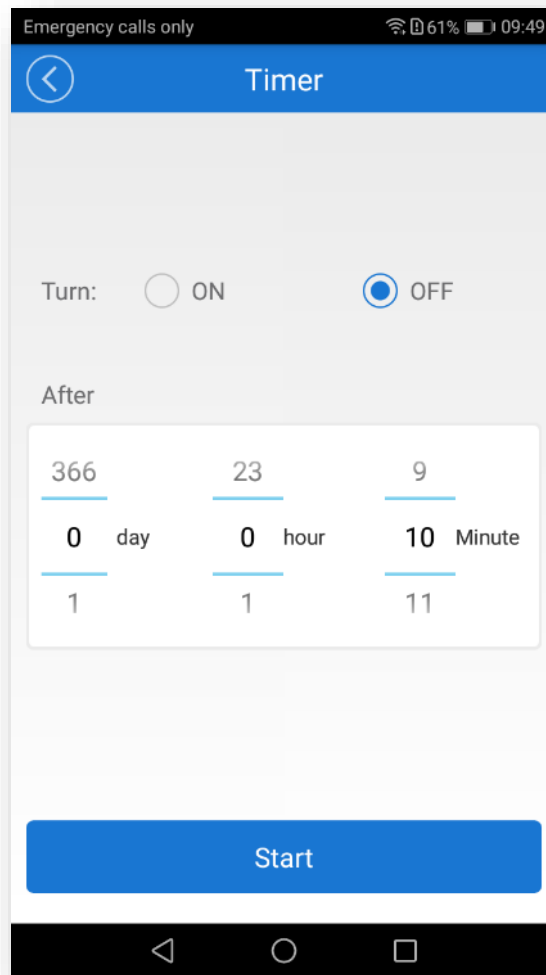 Emergency calls only 61% 09:49
Timer
Turn: ON OFF
After
366 23 9
0 day 0 hour 10 Minute
1 1 11
Start